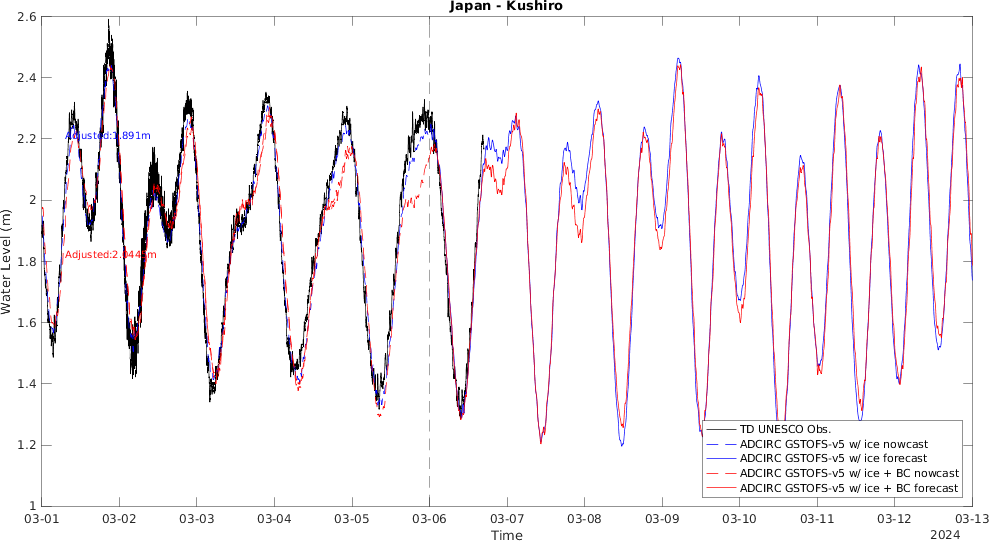 Japan - Kushiro
2.6
2.4
2.2
2
1.8
1.6
1.4
1.2
1
Water Level (m)
Adjusted:1.891m
TD UNESCO Obs.
ADCIRC GSTOFS-v5 w/ ice nowcast
ADCIRC GSTOFS-v5 w/ ice forecast
ADCIRC GSTOFS-v5 w/ ice + BC nowcast
ADCIRC GSTOFS-v5 w/ ice + BC forecast
03-01 03-02 03-03 03-04 03-05 03-06 03-07 03-08 03-09 03-10 03-11 03-12 03-13
Time
2024